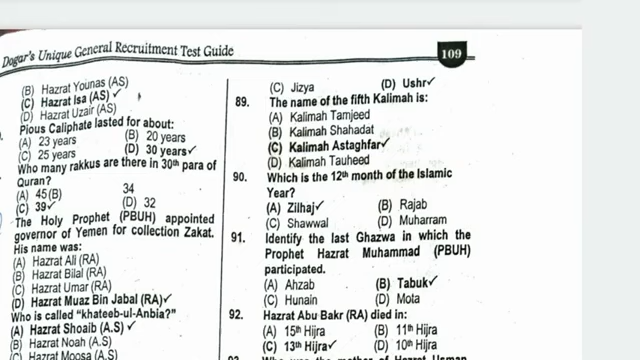 Dogar's Unique General Recruitment Test Guide
109
(B) Hazrat Younas (AS)
(C) Hazrat Isa (AS) ✓
(D) Hazrat Uzair (AS)
Pious Caliphate lasted for about:
(A) 23 years (B) 20 years
(C) 25 years (D) 30 years✓
Who many rakkus are there in 30th para of
Quran?
(A) 45(B) 34
(C) 39✓ (D) 32
The Holy Prophet (PBUH) appointed
governor of Yemen for collection Zakat.
His name was:
(A) Hazrat Ali (RA)
(B) Hazrat Bilal (RA)
(C) Hazrat Umar (RA)
(D) Hazrat Muaz Bin Jabal (RA)✓
Who is called "khateeb-ul-Anbia?"
(A) Hazrat Shoaib (A.S)✓
(B) Hazrat Noah (A.S)
(C) Hazrat Moosa (A.S)
(C) Jizya (D) Ushr✓
89. The name of the fifth Kalimah is:
(A) Kalimah Tamjeed
(B) Kalimah Shahadat
(C) Kalimah Astaghfar✓
(D) Kalimah Tauheed
90. Which is the 12th month of the Islamic
Year?
(A) Zilhaj✓ (B) Rajab
(C) Shawwal (D) Muharram
91. Identify the last Ghazwa in which the
Prophet Hazrat Muhammad (PBUH)
participated.
(A) Ahzab (B) Tabuk✓
(C) Hunain (D) Mota
92. Hazrat Abu Bakr (RA) died in:
(A) 15th Hijra (B) 11th Hijra
(C) 13th Hijra✓ (D) 10th Hijra